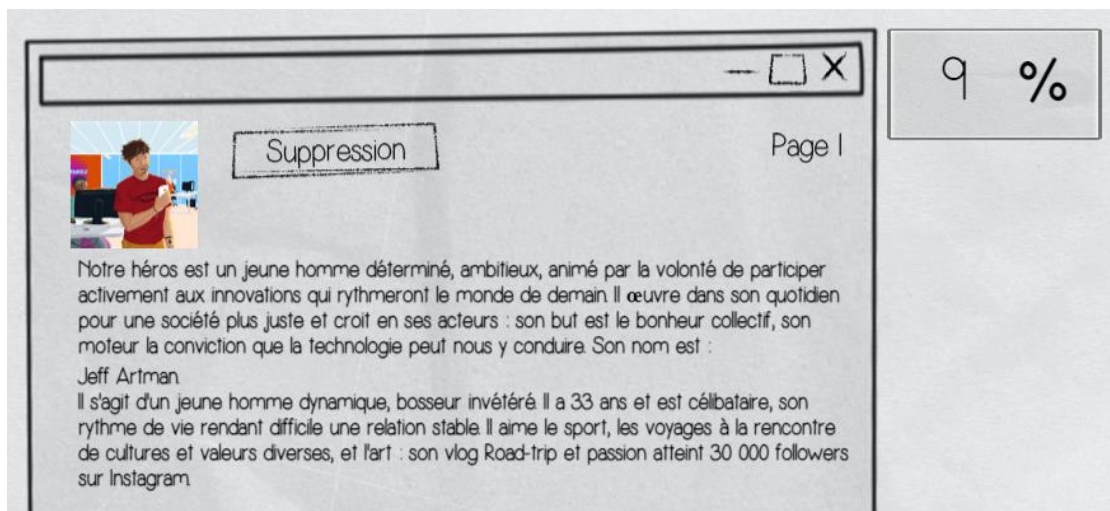 Suppression
Page 1
9 %
Notre héros est un jeune homme déterminé, ambitieux, animé par la volonté de participer
activement aux innovations qui rythmeront le monde de demain. Il œuvre dans son quotidien
pour une société plus juste et croit en ses acteurs : son but est le bonheur collectif, son
moteur la conviction que la technologie peut nous y conduire. Son nom est :
Jeff Artman.
Il s'agit d'un jeune homme dynamique, bosseur invétéré. Il a 33 ans et est célibataire, son
rythme de vie rendant difficile une relation stable. Il aime le sport, les voyages à la rencontre
de cultures et valeurs diverses, et l'art : son vlog Road-trip et passion atteint 30 000 followers
sur Instagram.